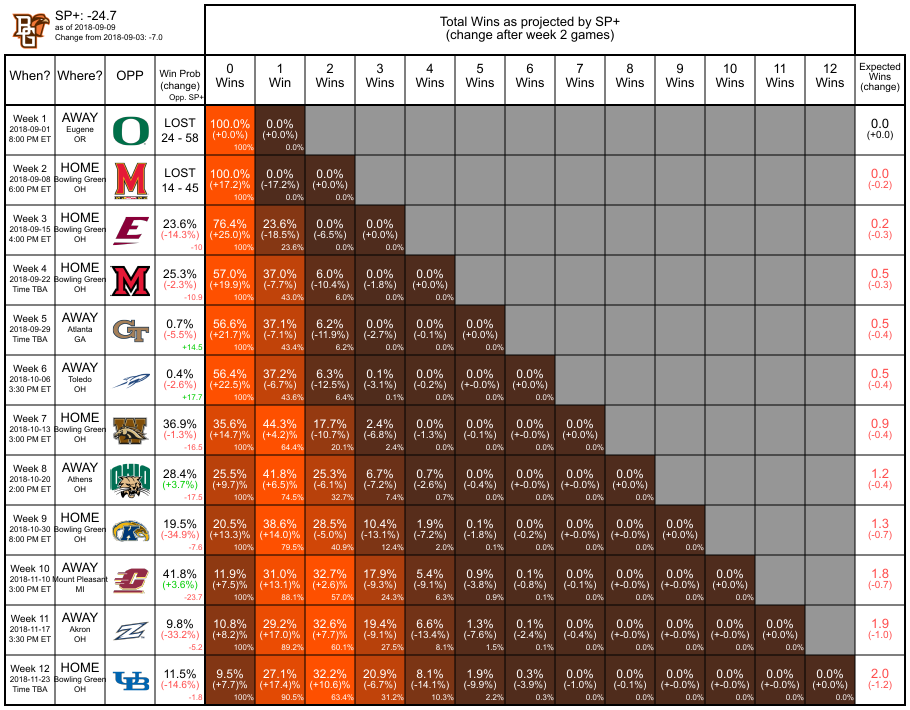 SP+: -24.7
as of 2018-09-09
Change from 2018-09-03: -7.0
Total Wins as projected by SP+
(change after week 2 games)
When? Where? OPP Win Prob (change) Opp. SP+ 0 Wins 1 Win 2 Wins 3 Wins 4 Wins 5 Wins 6 Wins 7 Wins 8 Wins 9 Wins 10 Wins 11 Wins 12 Wins Expected Wins (change)
Week 1 AWAY LOST 100.0% 0.0% 0.0
2018-09-01 Eugene O (+0.0%) (+0.0%) (+0.0)
8:00 PM ET OR 24 - 58 100% 0.0%
Week 2 HOME LOST 100.0% 0.0% 0.0% 0.0
2018-09-08 Bowling Green M (+17.2)% (-17.2%) (+0.0%) (-0.2)
6:00 PM ET OH 14 - 45 100% 0.0% 0.0%
Week 3 HOME 23.6% 76.4% 23.6% 0.0% 0.0% 0.2
2018-09-15 Bowling Green E (-14.3%) (+25.0)% (-18.5%) (-6.5%) (+0.0%) (-0.3)
4:00 PM ET OH -10 100% 23.6% 0.0% 0.0%
Week 4 HOME 25.3% 57.0% 37.0% 6.0% 0.0% 0.0% 0.5
2018-09-22 Bowling Green M (-2.3%) (+19.9)% (-7.7%) (-10.4%) (-1.8%) (+0.0%) (-0.3)
Time TBA OH -10.9 100% 43.0% 6.0% 0.0% 0.0%
Week 5 AWAY 0.7% 56.6% 37.1% 6.2% 0.0% 0.0% 0.0% 0.5
2018-09-29 Atlanta GT (-5.5%) (+21.7)% (-7.1%) (-11.9%) (-2.7%) (-0.1%) (+0.0%) (-0.4)
Time TBA GA +14.5 100% 43.4% 6.2% 0.0% 0.0% 0.0%
Week 6 AWAY 0.4% 56.4% 37.2% 6.3% 0.1% 0.0% 0.0% 0.0% 0.5
2018-10-06 Toledo (-2.6%) (+22.5)% (-6.7%) (-12.5%) (-3.1%) (-0.2%) (+-0.0%) (+0.0%) (-0.4)
3:30 PM ET OH +17.7 100% 43.6% 6.4% 0.1% 0.0% 0.0% 0.0%
Week 7 HOME 36.9% 35.6% 44.3% 17.7% 2.4% 0.0% 0.0% 0.0% 0.0% 0.9
2018-10-13 Bowling Green W (-1.3%) (+14.7)% (+4.2)% (-10.7%) (-6.8%) (-1.3%) (-0.1%) (+-0.0%) (+0.0%) (-0.4)
3:00 PM ET OH -16.5 100% 64.4% 20.1% 2.4% 0.0% 0.0% 0.0% 0.0%
Week 8 AWAY 28.4% 25.5% 41.8% 25.3% 6.7% 0.7% 0.0% 0.0% 0.0% 0.0% 1.2
2018-10-20 Athens OHIO (+3.7%) (+9.7)% (+6.5)% (-6.1%) (-7.2%) (-2.6%) (-0.4%) (-0.0%) (+-0.0%) (+0.0%) (-0.4)
2:00 PM ET OH -17.5 100% 74.5% 32.7% 7.4% 0.7% 0.0% 0.0% 0.0% 0.0%
Week 9 HOME 19.5% 20.5% 38.6% 28.5% 10.4% 1.9% 0.1% 0.0% 0.0% 0.0% 0.0% 1.3
2018-10-30 Bowling Green K (-34.9%) (+13.3)% (+14.0)% (-5.0%) (-13.1%) (-7.2%) (-1.8%) (-0.2%) (+-0.0%) (+-0.0%) (+0.0%) (-0.7)
8:00 PM ET OH -7.6 100% 79.5% 40.9% 12.4% 2.0% 0.1% 0.0% 0.0% 0.0% 0.0%
Week 10 AWAY 41.8% 11.9% 31.0% 32.7% 17.9% 5.4% 0.9% 0.1% 0.0% 0.0% 0.0% 0.0% 1.8
2018-11-10 Mount Pleasant C (+3.6%) (+7.5)% (+13.1)% (+2.6)% (-9.3%) (-9.1%) (-3.8%) (-0.8%) (-0.1%) (+-0.0%) (+-0.0%) (+0.0%) (-0.7)
3:00 PM ET MI -23.7 100% 88.1% 57.0% 24.3% 6.3% 0.9% 0.1% 0.0% 0.0% 0.0% 0.0%
Week 11 AWAY 9.8% 10.8% 29.2% 32.6% 19.4% 6.6% 1.3% 0.1% 0.0% 0.0% 0.0% 0.0% 0.0% 1.9
2018-11-17 Akron (-33.2%) (+8.2)% (+17.0)% (+7.7)% (-9.1%) (-13.4%) (-7.6%) (-2.4%) (-0.4%) (+-0.0%) (+-0.0%) (+-0.0%) (+0.0%) (-1.0)
3:30 PM ET OH -5.2 100% 89.2% 60.1% 27.5% 8.1% 1.5% 0.1% 0.0% 0.0% 0.0% 0.0% 0.0%
Week 12 HOME 11.5% 9.5% 27.1% 32.2% 20.9% 8.1% 1.9% 0.3% 0.0% 0.0% 0.0% 0.0% 0.0% 0.0% 2.0
2018-11-23 Bowling Green UB (-14.6%) (+7.7)% (+17.4)% (+10.6)% (-6.7%) (-14.1%) (-9.9%) (-3.9%) (-1.0%) (-0.1%) (+-0.0%) (+-0.0%) (+-0.0%) (+0.0%) (-1.2)
Time TBA OH -1.8 100% 90.5% 63.4% 31.2% 10.3% 2.2% 0.3% 0.0% 0.0% 0.0% 0.0% 0.0% 0.0%